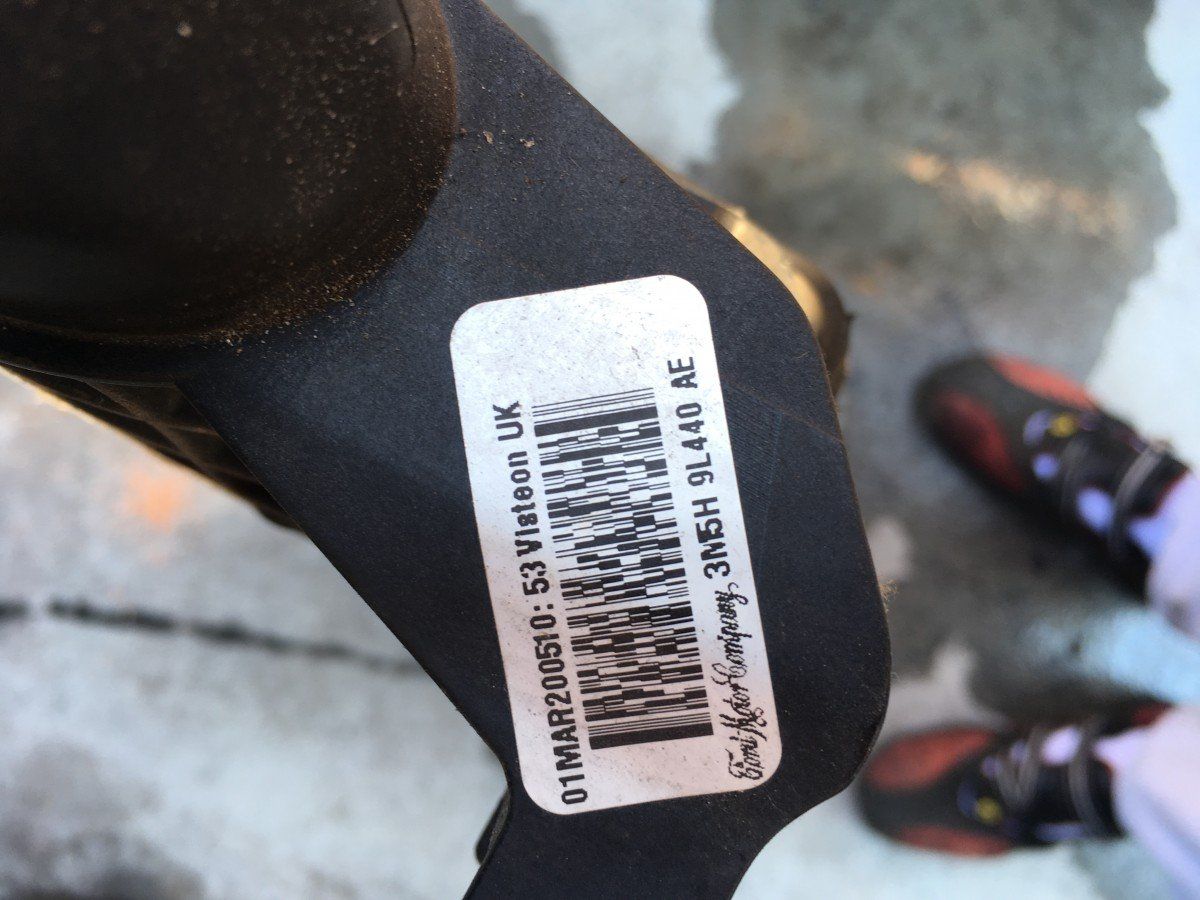 01MAR200510:53 Visteon UK
Ford Motor Company, 3M5H 9L440 AE